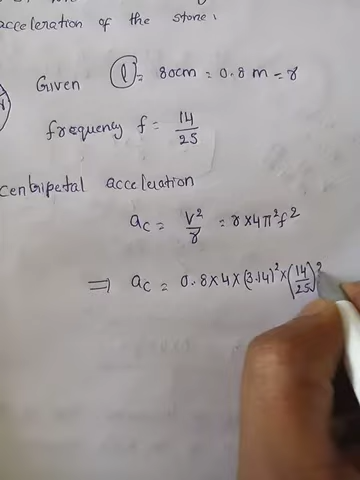 acceleration of the stone.
Given l = 80cm = 0.8 m = r
frequency f = 14/25
centripetal acceleration
ac = v²/r = r×4π²f²
⇒ ac = 0.8×4×(3.14)²×(14/25)²